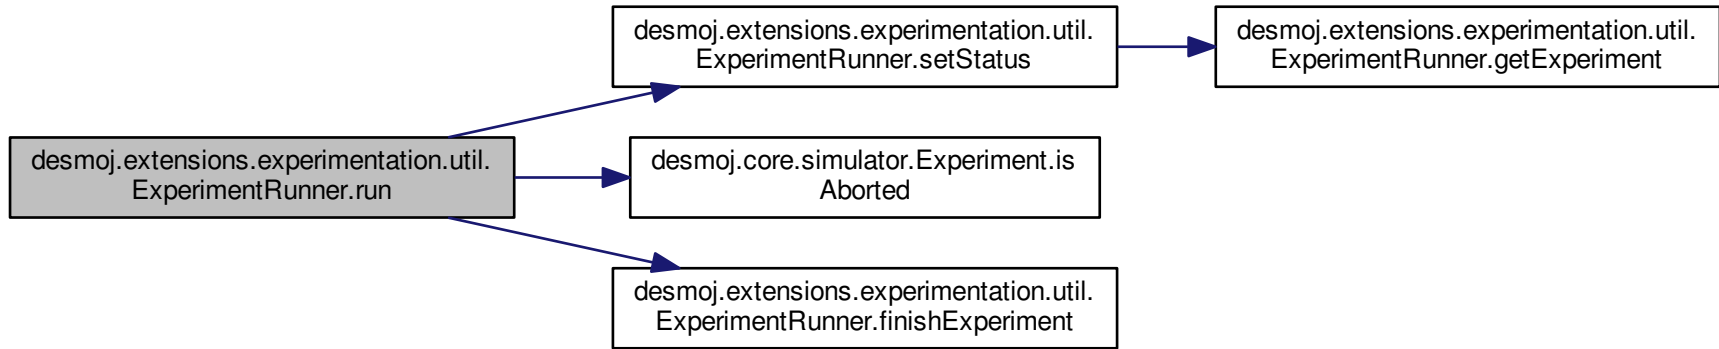 desmoj.extensions.experimentation.util.
ExperimentRunner.run
desmoj.extensions.experimentation.util.
ExperimentRunner.setStatus
desmoj.extensions.experimentation.util.
ExperimentRunner.getExperiment
desmoj.core.simulator.Experiment.is
Aborted
desmoj.extensions.experimentation.util.
ExperimentRunner.finishExperiment